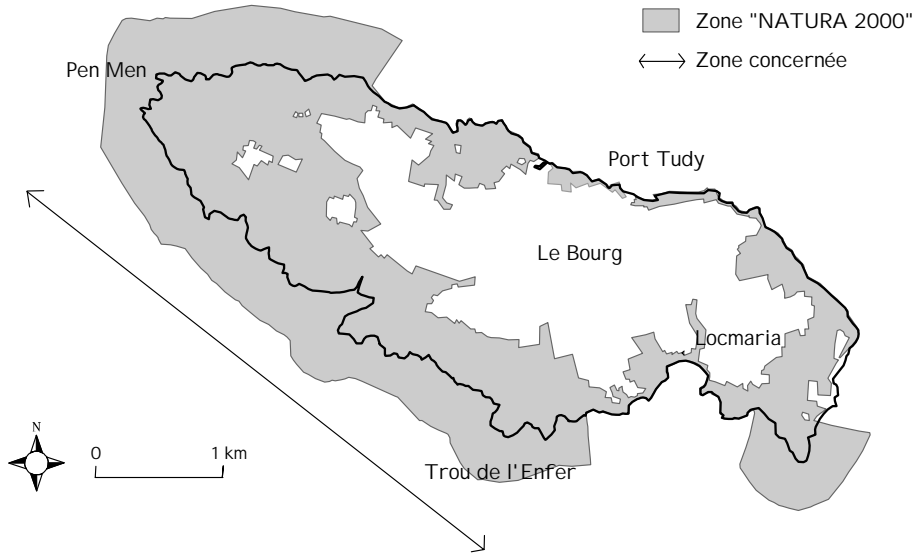 Zone "NATURA 2000"
Zone concernée
Pen Men
Port Tudy
Le Bourg
Locmaria
Trou de l'Enfer
N
0 1 km